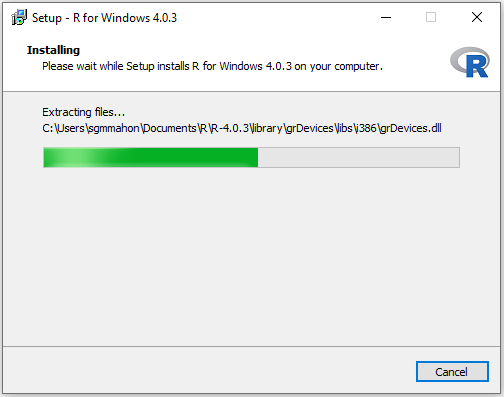 Setup - R for Windows 4.0.3
Installing
Please wait while Setup installs R for Windows 4.0.3 on your computer.
R
Extracting files...
C:\Users\sgmmahon\Documents\R\R-4.0.3\library\grDevices\libs\i386\grDevices.dll
Cancel